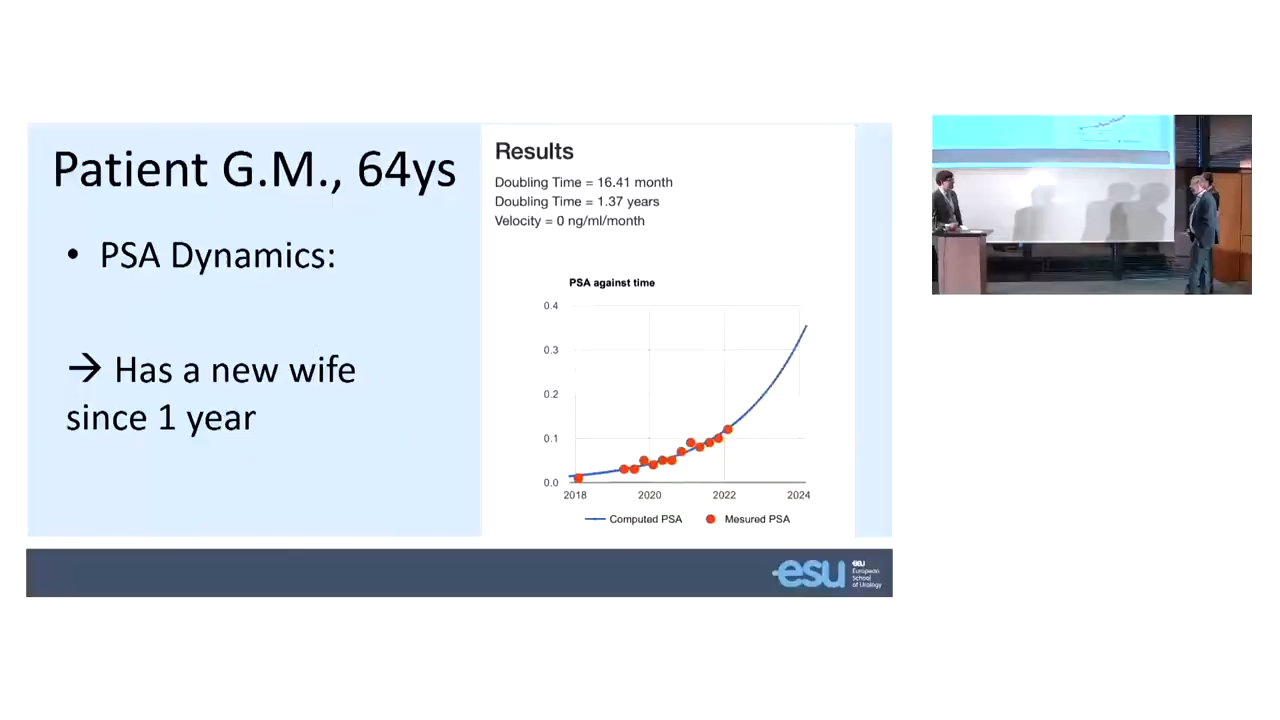 Patient G.M., 64ys
• PSA Dynamics:
→ Has a new wife
since 1 year
Results
Doubling Time = 16.41 month
Doubling Time = 1.37 years
Velocity = 0 ng/ml/month
PSA against time
0.4
0.3
0.2
0.1
0.0
2018 2020 2022 2024
Computed PSA Mesured PSA
esu
European
School
of Urology